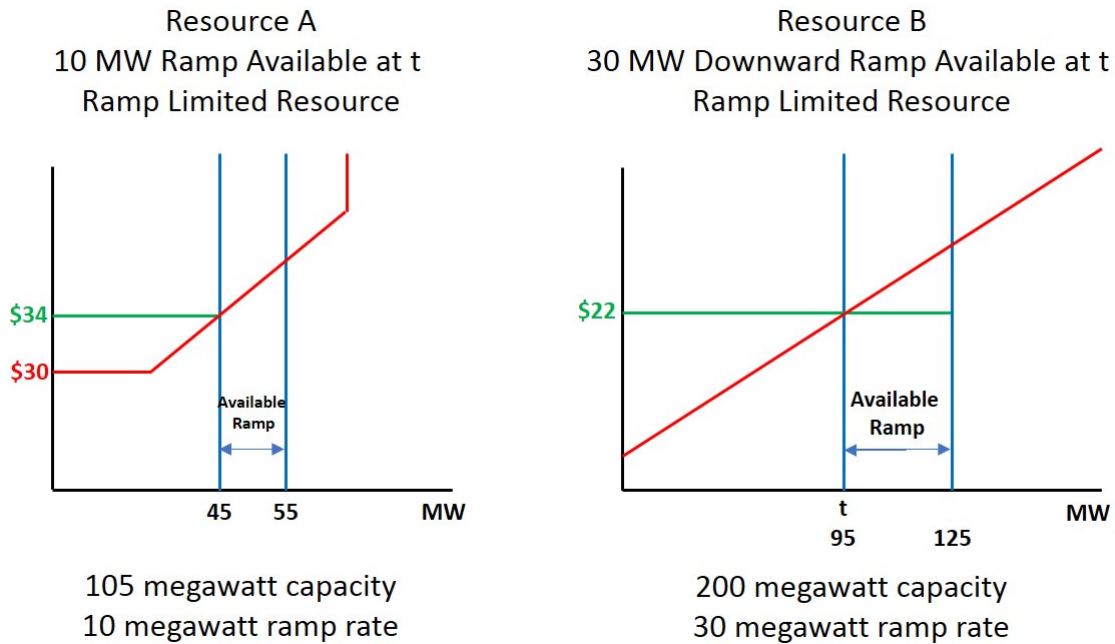 Resource A
10 MW Ramp Available at t
Ramp Limited Resource
$34
$30
Available
Ramp
45
55
MW
105 megawatt capacity
10 megawatt ramp rate
Resource B
30 MW Downward Ramp Available at t
Ramp Limited Resource
$22
Available
Ramp
t
95
125
MW
200 megawatt capacity
30 megawatt ramp rate